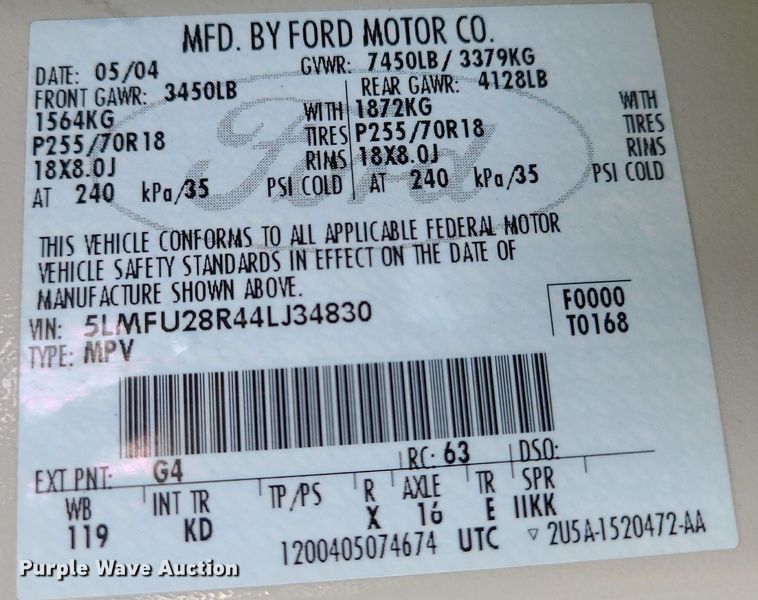 MFD. BY FORD MOTOR CO.
DATE: 05/04 GVWR: 7450LB / 3379KG
FRONT GAWR: 3450LB REAR GAWR: 4128LB
1564KG WITH 1872KG WITH
P255/70R18 TIRES P255/70R18 TIRES
18X8.0J RIMS 18X8.0J RIMS
AT 240 kPa/35 PSI COLD AT 240 kPa/35 PSI COLD
Ford
THIS VEHICLE CONFORMS TO ALL APPLICABLE FEDERAL MOTOR
VEHICLE SAFETY STANDARDS IN EFFECT ON THE DATE OF
MANUFACTURE SHOWN ABOVE.
VIN: 5LMFU28R44LJ34830 F0000
TYPE: MPV T0168
EXT PNT: G4 RC: 63 DSO:
WB INT TR TP/PS R AXLE TR SPR
119 KD X 16 E IIKK
1200405074674 UTC ▽ 2U5A-1520472-AA
Purple Wave Auction